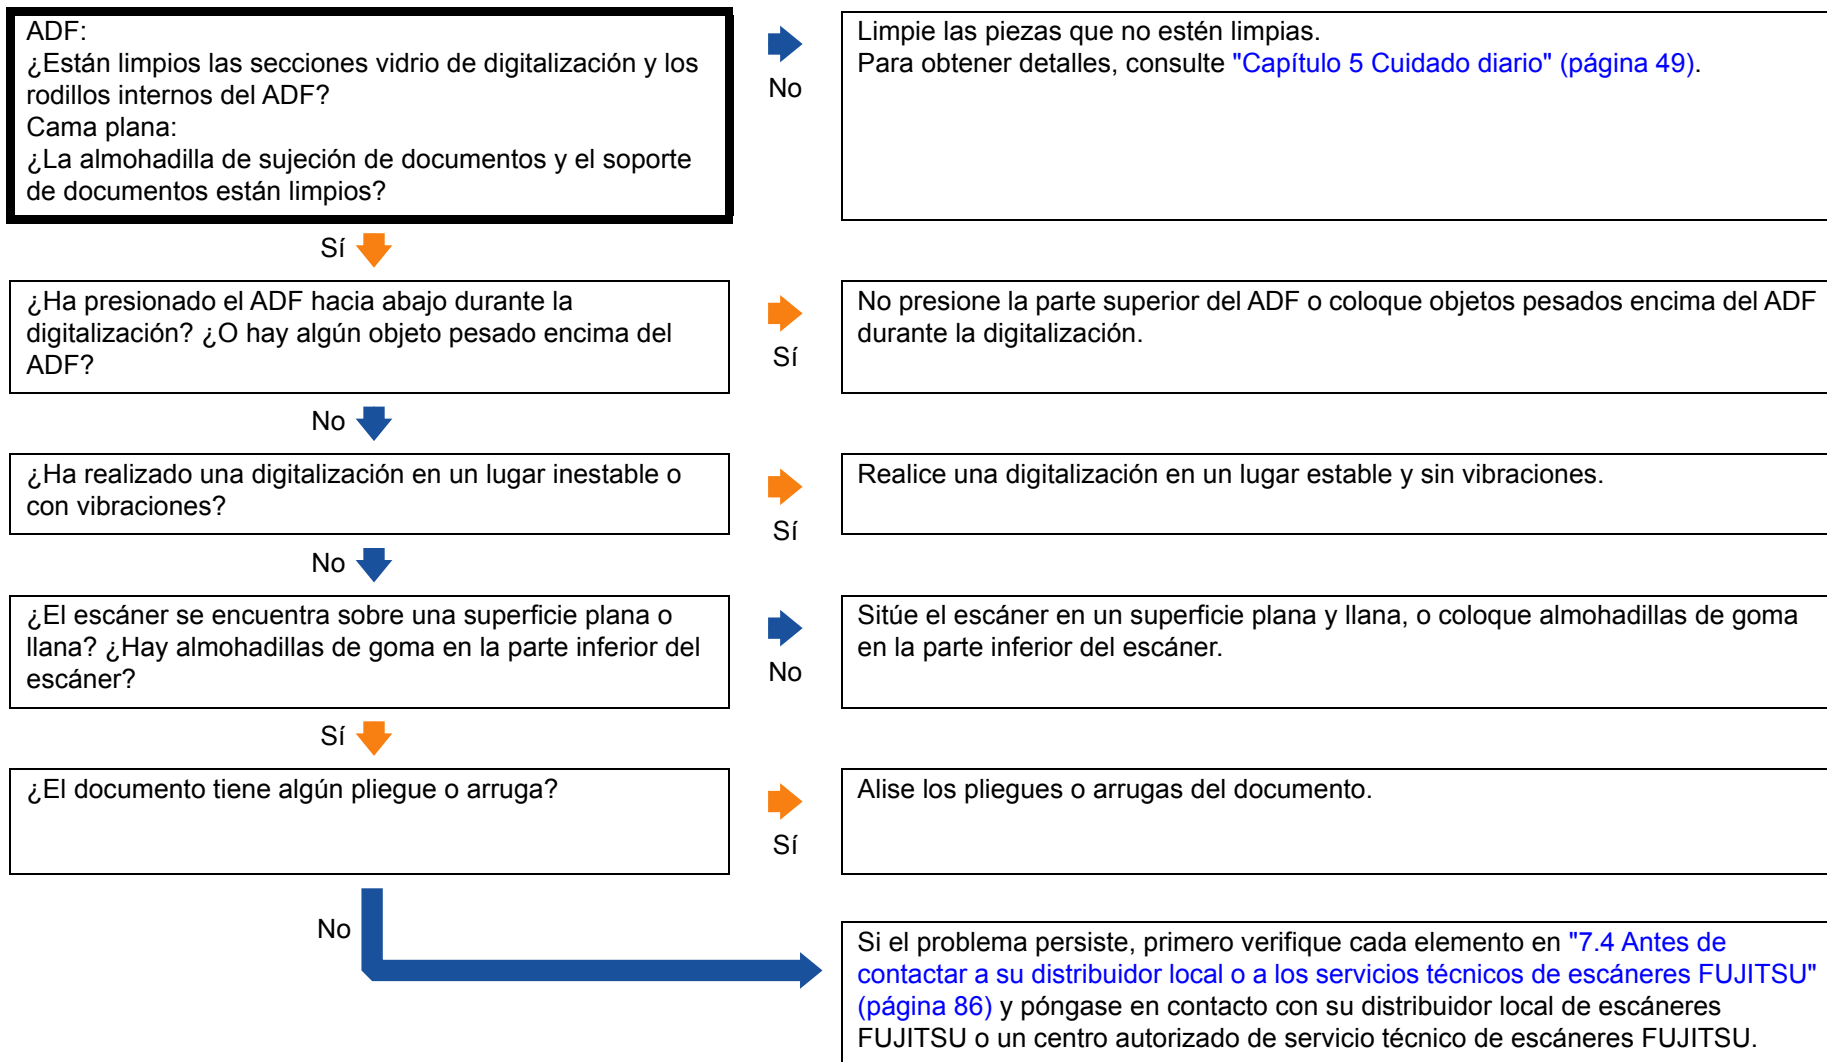 ADF:
¿Están limpios las secciones vidrio de digitalización y los
rodillos internos del ADF?
Cama plana:
¿La almohadilla de sujeción de documentos y el soporte
de documentos están limpios?
No
Limpie las piezas que no estén limpias.
Para obtener detalles, consulte "Capítulo 5 Cuidado diario" (página 49).
Sí
¿Ha presionado el ADF hacia abajo durante la
digitalización? ¿O hay algún objeto pesado encima del
ADF?
Sí
No presione la parte superior del ADF o coloque objetos pesados encima del ADF
durante la digitalización.
No
¿Ha realizado una digitalización en un lugar inestable o
con vibraciones?
Sí
Realice una digitalización en un lugar estable y sin vibraciones.
No
¿El escáner se encuentra sobre una superficie plana o
llana? ¿Hay almohadillas de goma en la parte inferior del
escáner?
No
Sitúe el escáner en un superficie plana y llana, o coloque almohadillas de goma
en la parte inferior del escáner.
Sí
¿El documento tiene algún pliegue o arruga?
Sí
Alise los pliegues o arrugas del documento.
No
Si el problema persiste, primero verifique cada elemento en "7.4 Antes de
contactar a su distribuidor local o a los servicios técnicos de escáneres FUJITSU"
(página 86) y póngase en contacto con su distribuidor local de escáneres
FUJITSU o un centro autorizado de servicio técnico de escáneres FUJITSU.